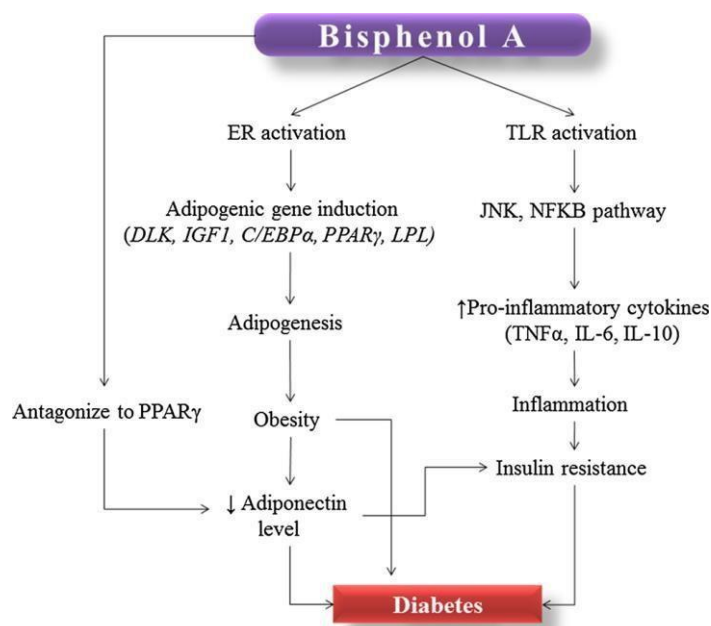 Bisphenol A
ER activation
TLR activation
Adipogenic gene induction
(DLK, IGF1, C/EBPα, PPARγ, LPL)
JNK, NFKB pathway
↑Pro-inflammatory cytokines
(TNFα, IL-6, IL-10)
Adipogenesis
Antagonize to PPARγ
Obesity
Inflammation
Insulin resistance
↓ Adiponectin
level
Diabetes